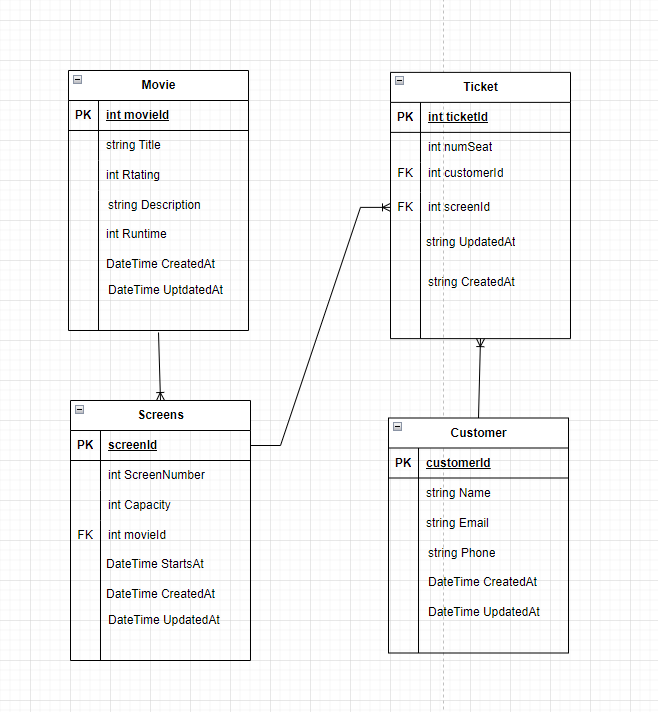 Movie
PK int movieId
string Title
int Rtating
string Description
int Runtime
DateTime CreatedAt
DateTime UptdatedAt
Ticket
PK int ticketId
int numSeat
FK int customerId
FK int screenId
string UpdatedAt
string CreatedAt
Screens
PK screenId
int ScreenNumber
int Capacity
FK int movieId
DateTime StartsAt
DateTime CreatedAt
DateTime UpdatedAt
Customer
PK customerId
string Name
string Email
string Phone
DateTime CreatedAt
DateTime UpdatedAt